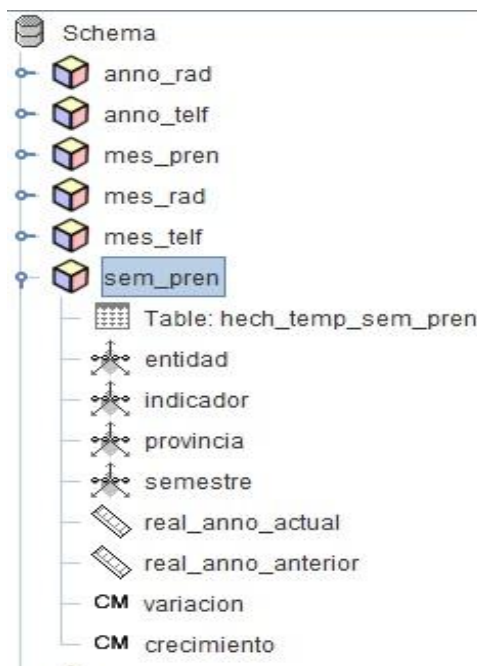 Schema
anno_rad
anno_telf
mes_pren
mes_rad
mes_telf
sem_pren
Table: hech_temp_sem_pren
entidad
indicador
provincia
semestre
real_anno_actual
real_anno_anterior
CM variacion
CM crecimiento